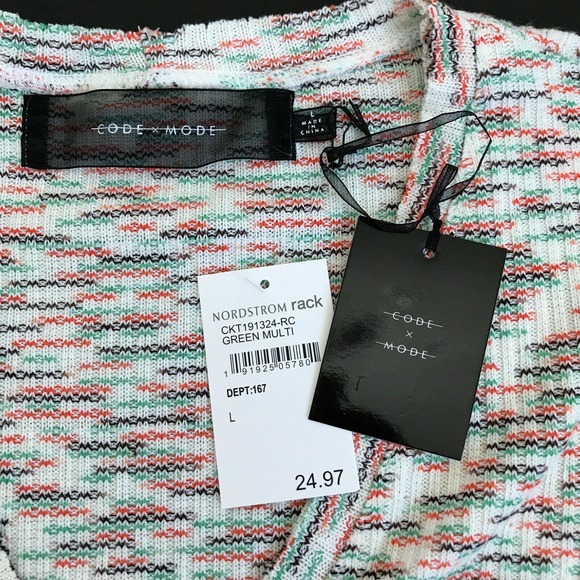 CODE × MODE
L
MADE
IN
CHINA
NORDSTROM rack
CKT191324-RC
GREEN MULTI
1 91925 05780
DEPT:167
L
24.97
CODE
×
MODE